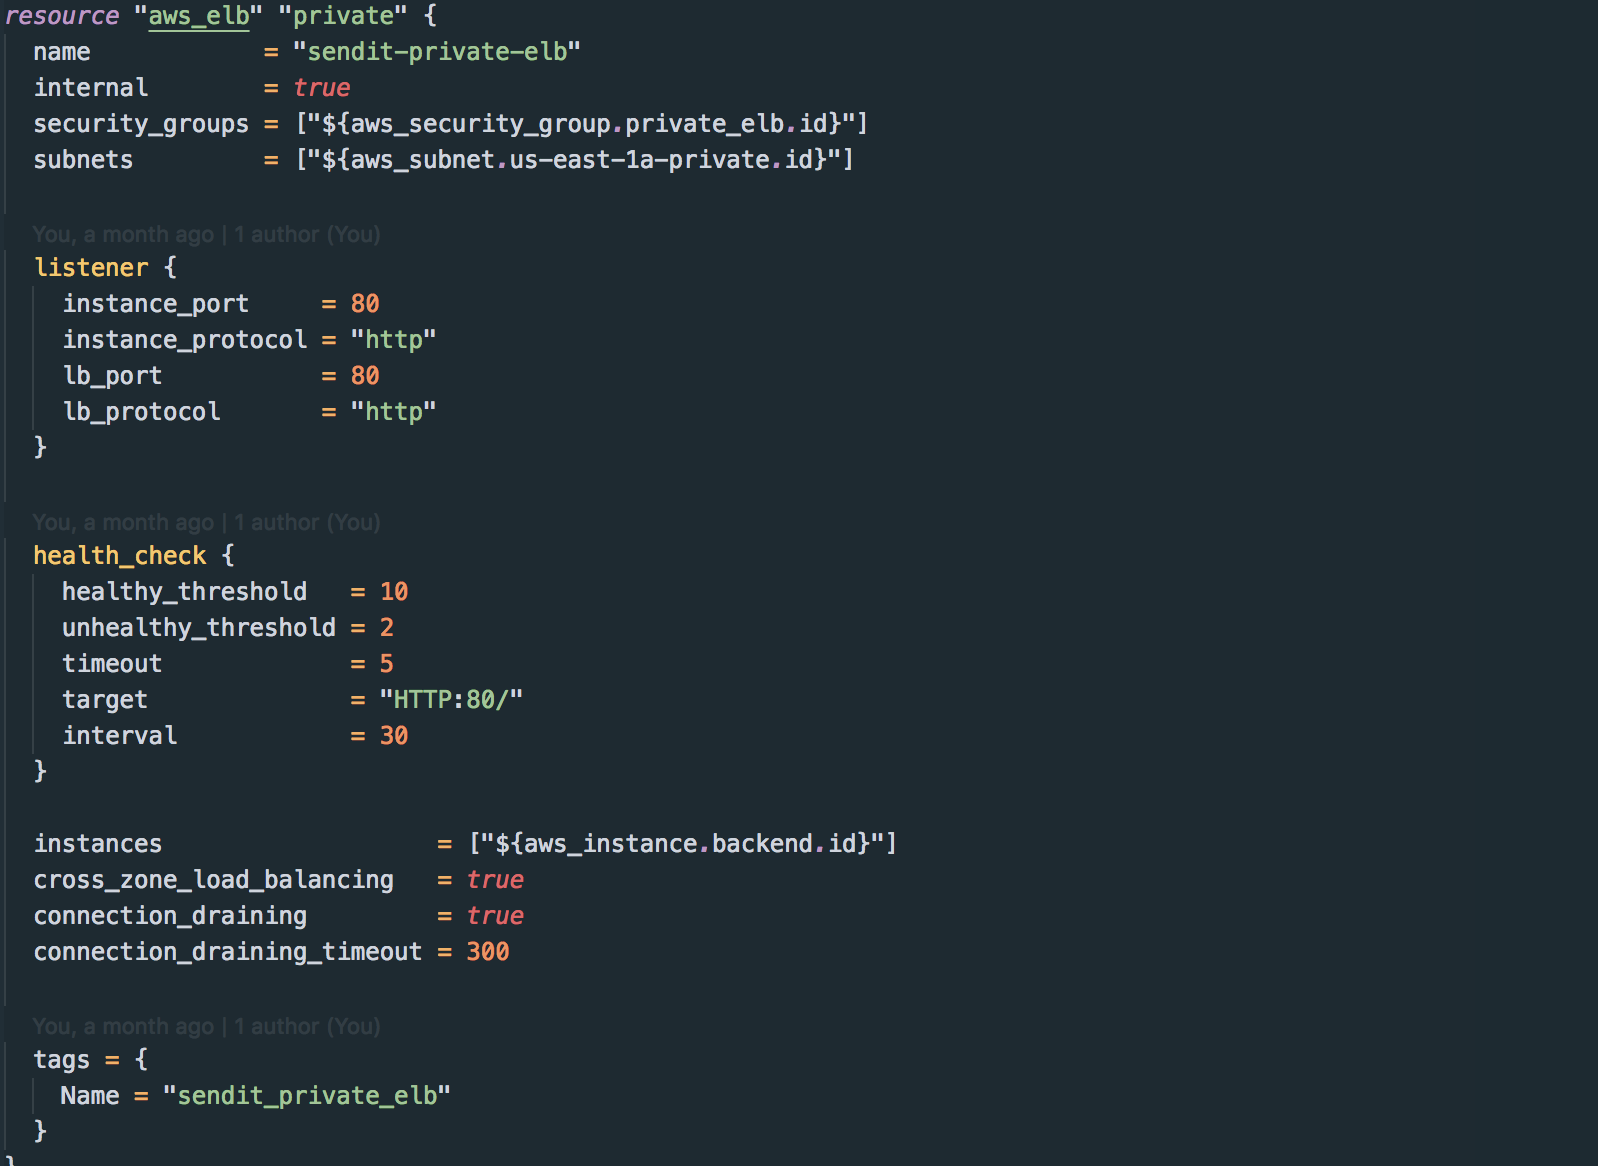 resource "aws_elb" "private" {
  name            = "sendit-private-elb"
  internal        = true
  security_groups = ["${aws_security_group.private_elb.id}"]
  subnets         = ["${aws_subnet.us-east-1a-private.id}"]
You, a month ago | 1 author (You)
  listener {
    instance_port     = 80
    instance_protocol = "http"
    lb_port           = 80
    lb_protocol       = "http"
  }
You, a month ago | 1 author (You)
  health_check {
    healthy_threshold   = 10
    unhealthy_threshold = 2
    timeout             = 5
    target              = "HTTP:80/"
    interval            = 30
  }
  instances                   = ["${aws_instance.backend.id}"]
  cross_zone_load_balancing   = true
  connection_draining         = true
  connection_draining_timeout = 300
You, a month ago | 1 author (You)
  tags = {
    Name = "sendit_private_elb"
  }
}